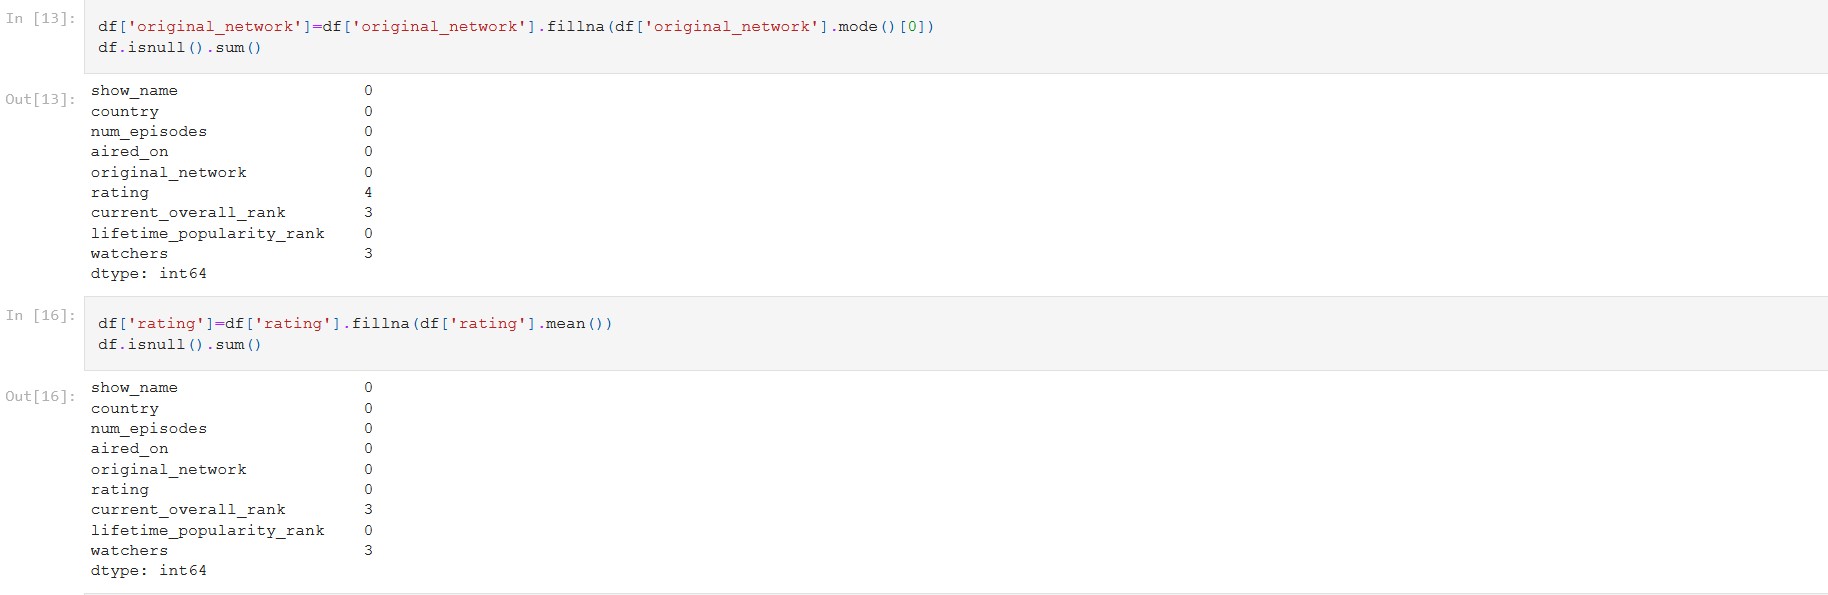 In [13]:
df['original_network']=df['original_network'].fillna(df['original_network'].mode()[0])
df.isnull().sum()
Out[13]:
show_name 0
country 0
num_episodes 0
aired_on 0
original_network 0
rating 4
current_overall_rank 3
lifetime_popularity_rank 0
watchers 3
dtype: int64
In [16]:
df['rating']=df['rating'].fillna(df['rating'].mean())
df.isnull().sum()
Out[16]:
show_name 0
country 0
num_episodes 0
aired_on 0
original_network 0
rating 0
current_overall_rank 3
lifetime_popularity_rank 0
watchers 3
dtype: int64